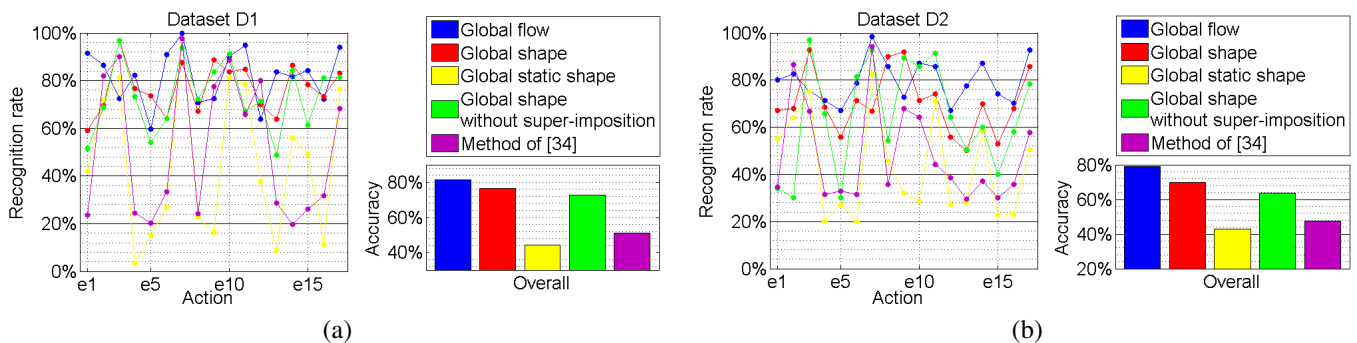 Dataset D1
100%
80%
60%
40%
20%
0%
Recognition rate
e1 e5 e10 e15
Action
Global flow
Global shape
Global static shape
Global shape
without super-imposition
Method of [34]
80%
60%
40%
Accuracy
Overall
(a)
Dataset D2
100%
80%
60%
40%
20%
0%
Recognition rate
e1 e5 e10 e15
Action
Global flow
Global shape
Global static shape
Global shape
without super-imposition
Method of [34]
80%
60%
40%
20%
Accuracy
Overall
(b)